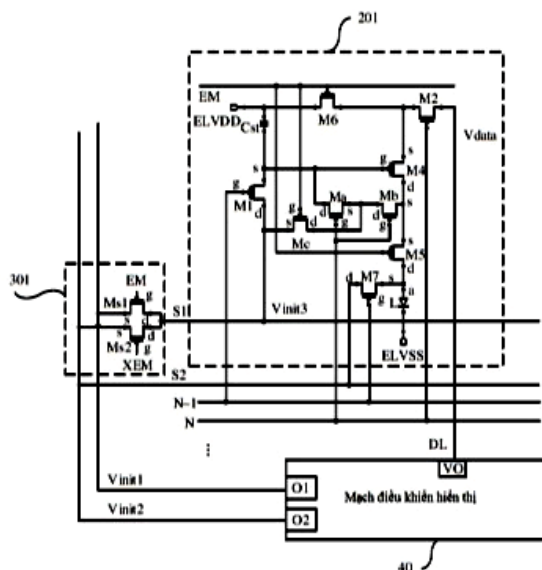 201
EM
ELVDD
Cst
M6
M2
Vdata
s
g
M4
s
d
g
M1
d
Ma
Mb
g
d
s
d
s
g
g
d
Mc
s
M5
d
M7
d
s
g
a
L
ELVSS
301
EM
Ms1
g
s
d
s
d
Ms2
g
XEM
S1
Vinit3
S2
N-1
N
DL
VO
Vinit1
O1
Mạch điều khiển hiển thị
Vinit2
O2
40